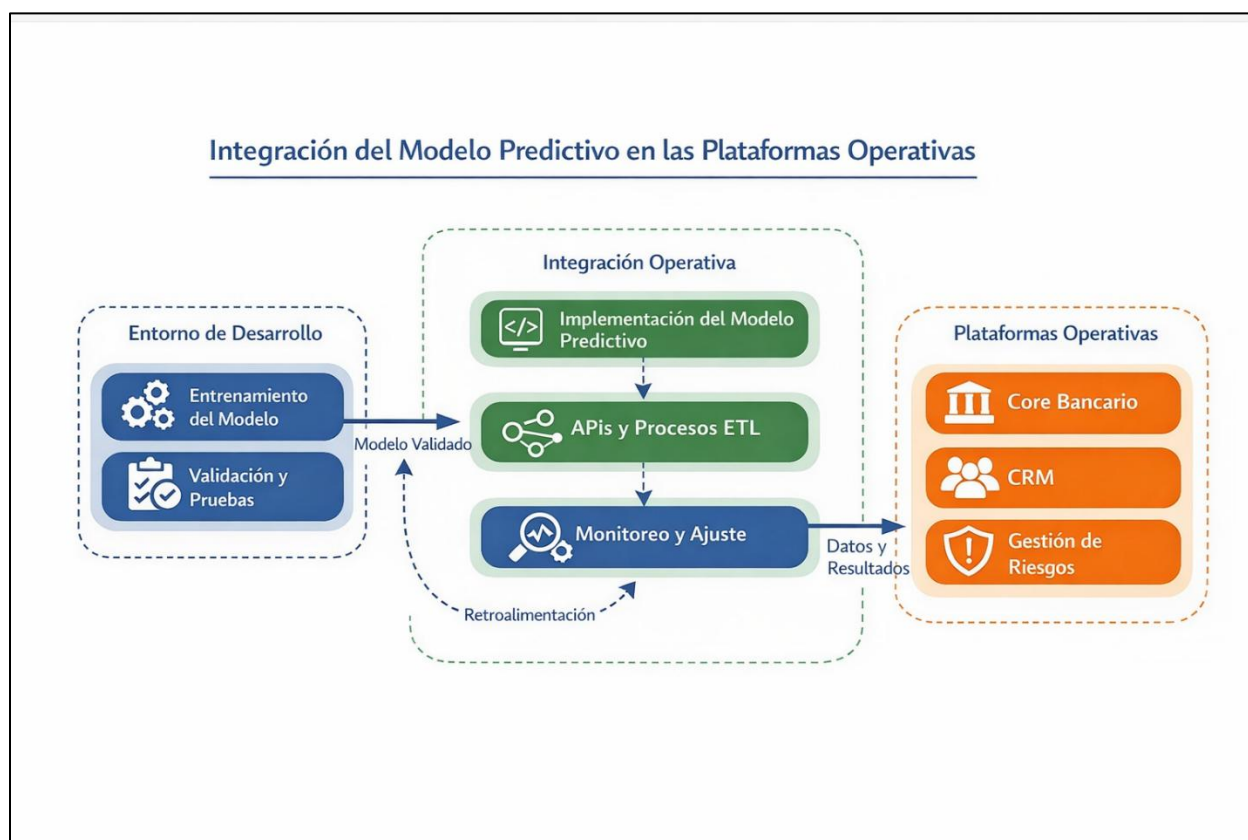 Integración del Modelo Predictivo en las Plataformas Operativas
Entorno de Desarrollo
Entrenamiento
del Modelo
Validación y
Pruebas
Modelo Validado
Integración Operativa
</>
Implementación del Modelo
Predictivo
APIs y Procesos ETL
Monitoreo y Ajuste
Retroalimentación
Datos y
Resultados
Plataformas Operativas
Core Bancario
CRM
Gestión de
Riesgos